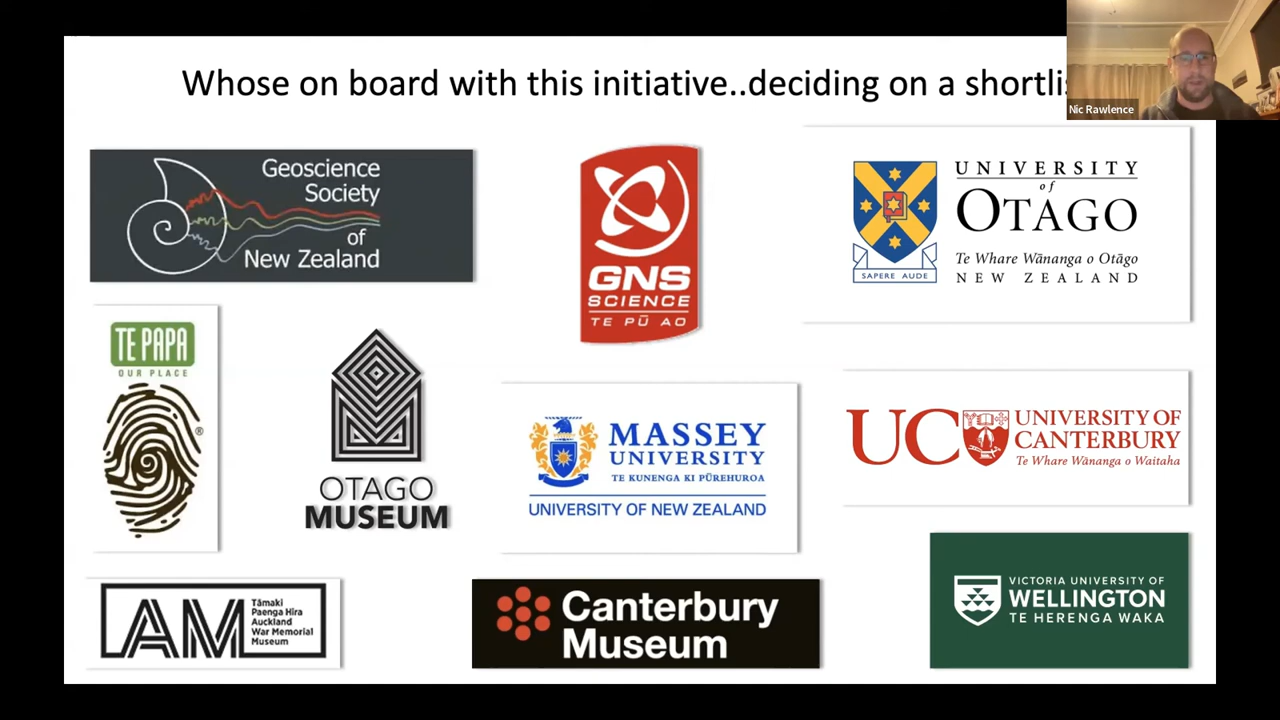 Whose on board with this initiative..deciding on a shortlis
Nic Rawlence
Geoscience
Society
of
New Zealand
GNS
SCIENCE
TE PŪ AO
UNIVERSITY
of
OTAGO
Te Whare Wānanga o Otāgo
NEW ZEALAND
SAPERE AUDE
TE PAPA
OUR PLACE
®
OTAGO
MUSEUM
MASSEY
UNIVERSITY
TE KUNENGA KI PŪREHUROA
UNIVERSITY OF NEW ZEALAND
UC
UNIVERSITY OF
CANTERBURY
Te Whare Wānanga o Waitaha
AM
Tāmaki
Paenga Hira
Auckland
War Memorial
Museum
Canterbury
Museum
VICTORIA UNIVERSITY OF
WELLINGTON
TE HERENGA WAKA